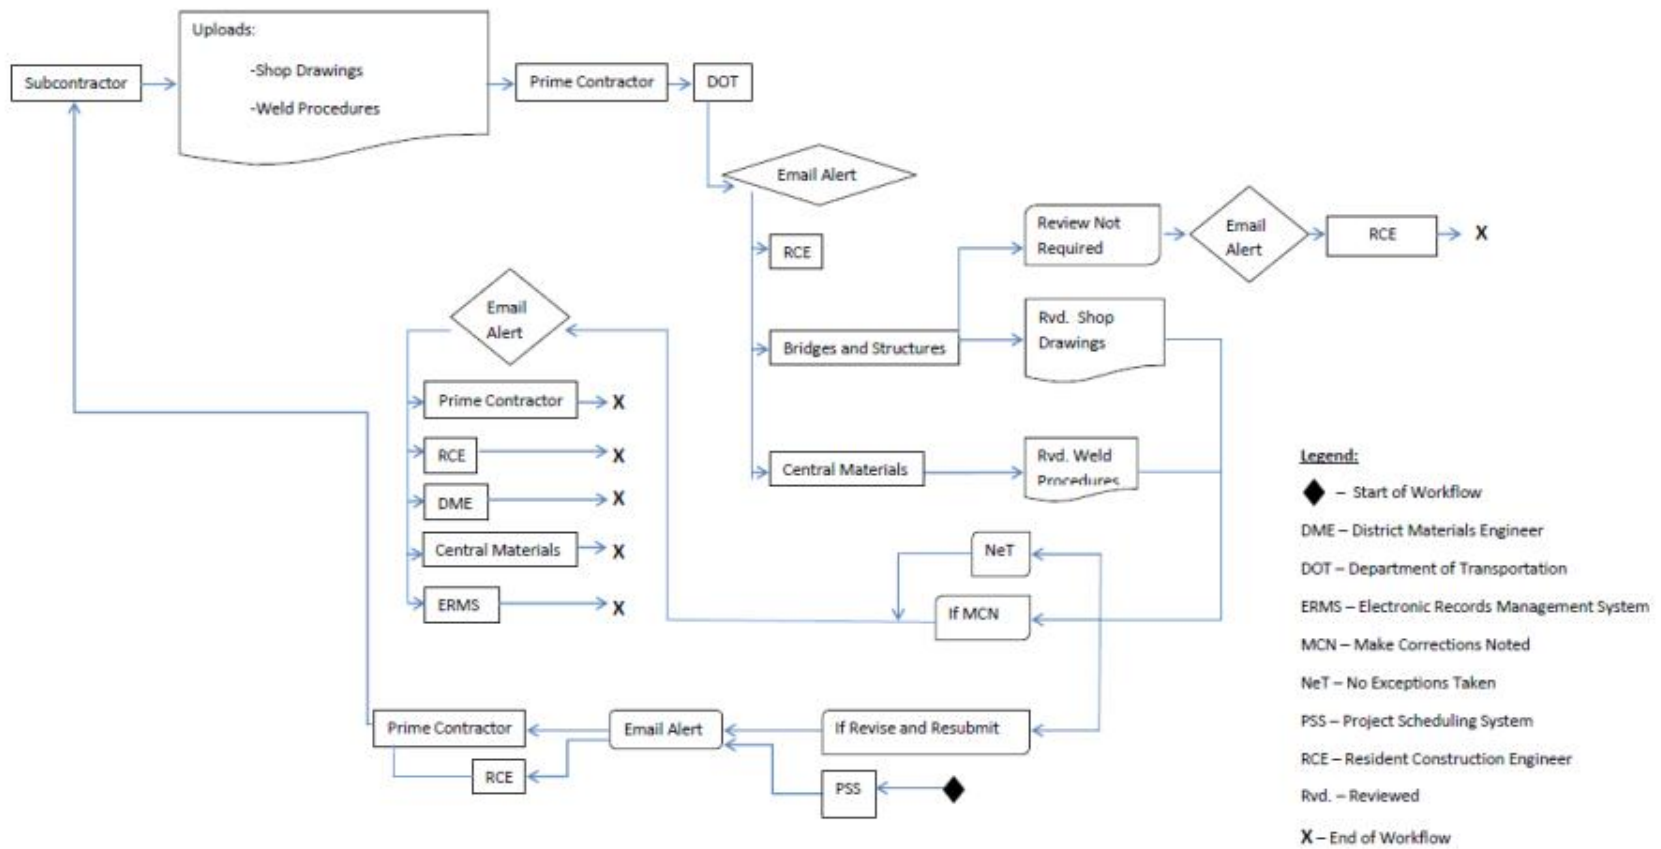 Uploads:
-Shop Drawings
-Weld Procedures
Subcontractor
Prime Contractor
DOT
Email Alert
RCE
Bridges and Structures
Central Materials
Review Not
Required
Email
Alert
RCE
X
Rvd. Shop
Drawings
Rvd. Weld
Procedures
Email
Alert
Prime Contractor
X
RCE
X
DME
X
Central Materials
X
ERMS
X
NeT
If MCN
If Revise and Resubmit
Email Alert
Prime Contractor
RCE
PSS
Legend:
– Start of Workflow
DME – District Materials Engineer
DOT – Department of Transportation
ERMS – Electronic Records Management System
MCN – Make Corrections Noted
NeT – No Exceptions Taken
PSS – Project Scheduling System
RCE – Resident Construction Engineer
Rvd. – Reviewed
X – End of Workflow